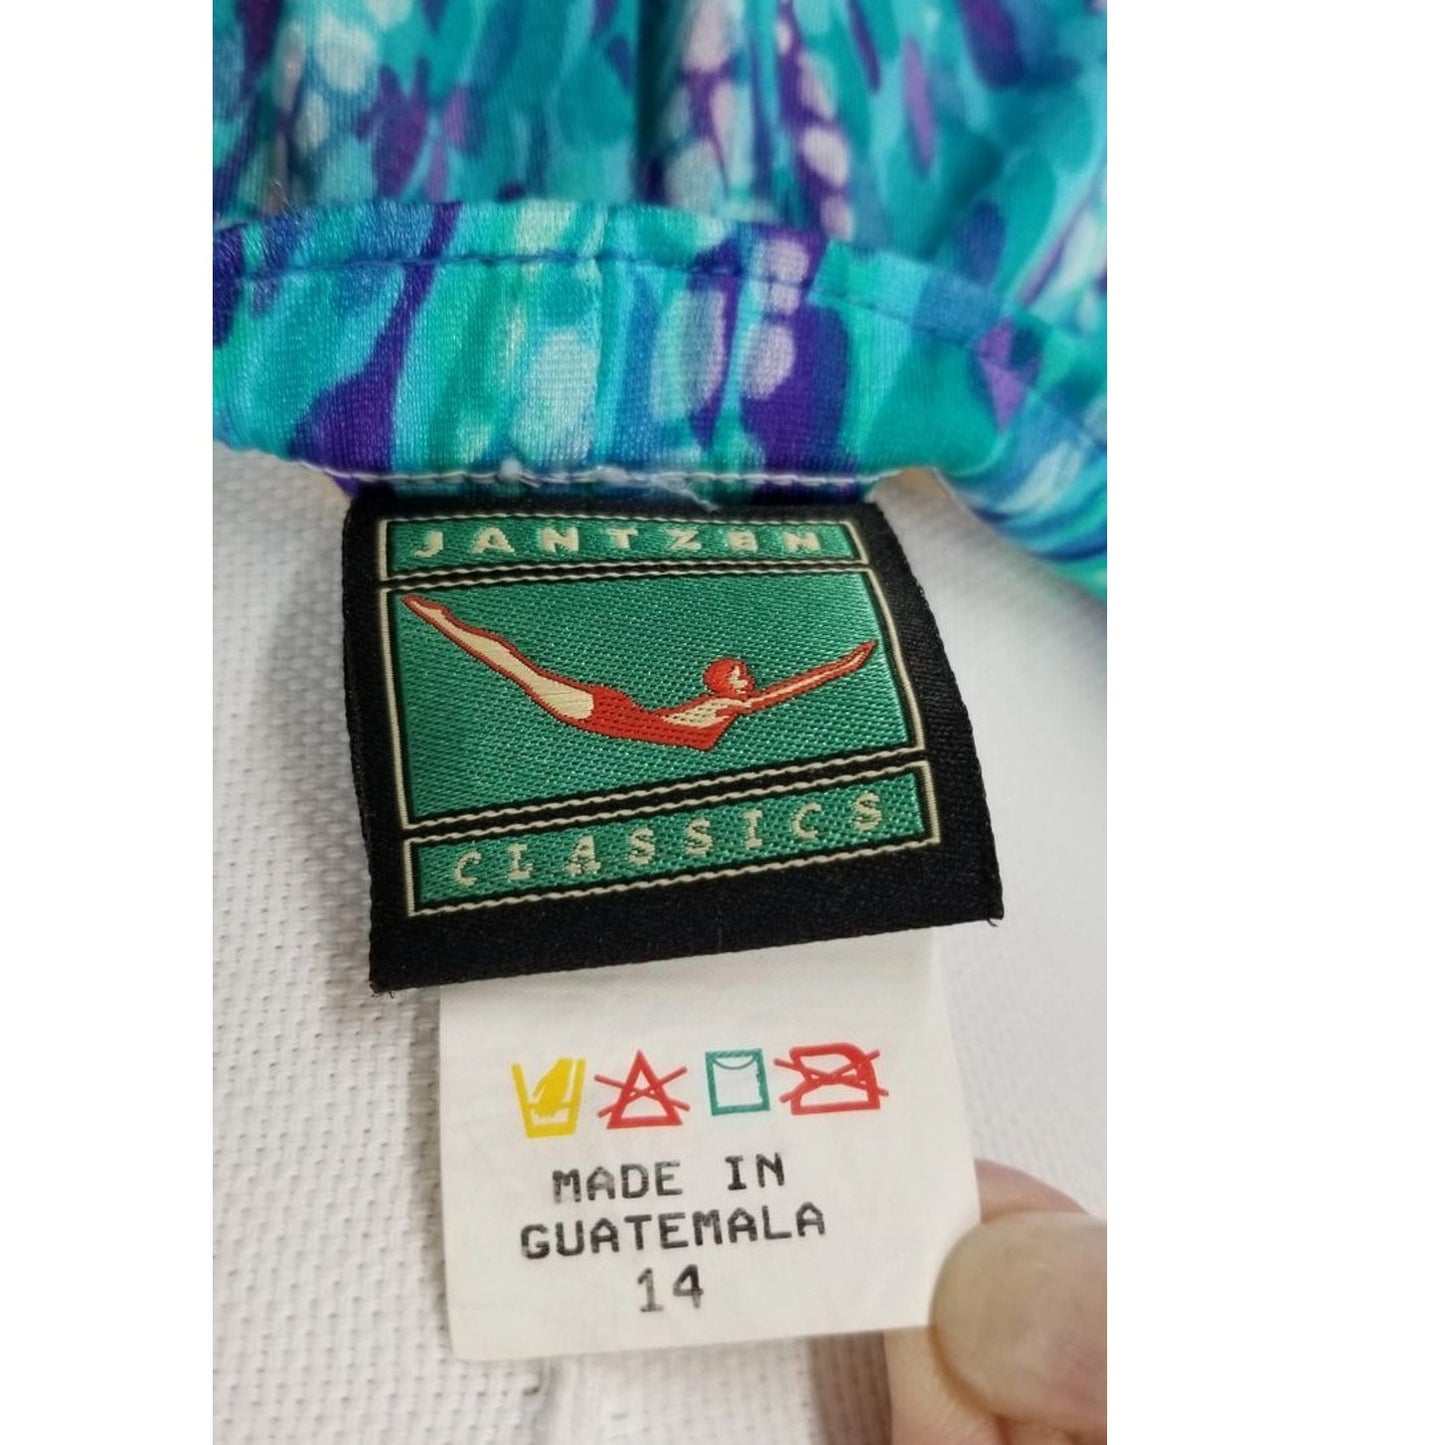 JANTZEN
CLASSICS
MADE IN
GUATEMALA
14